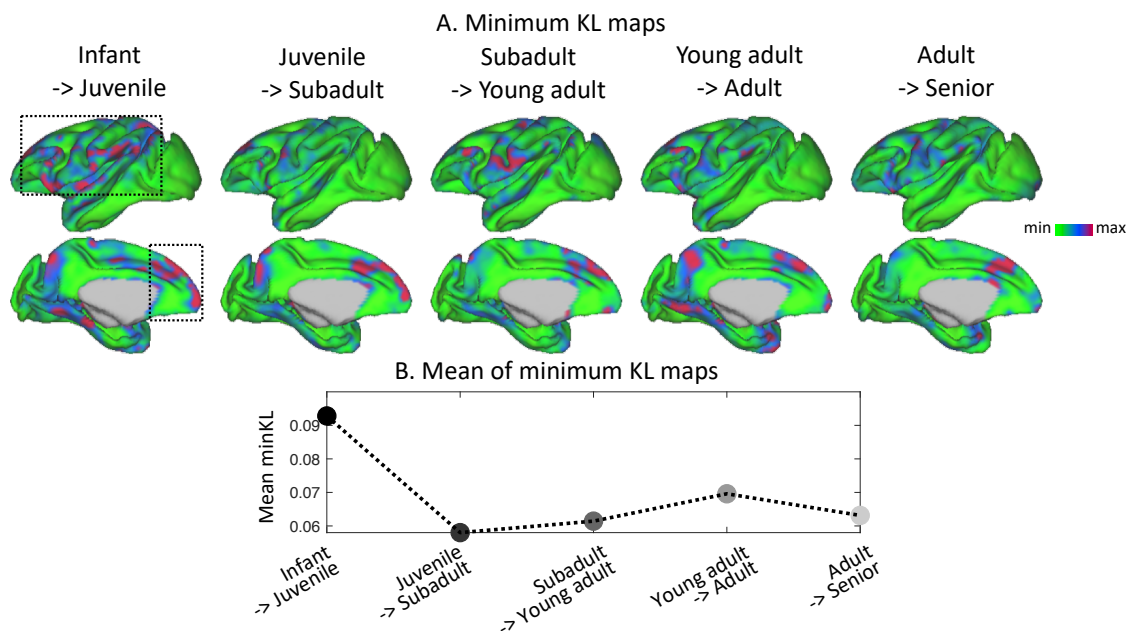 A. Minimum KL maps
Infant
-> Juvenile
Juvenile
-> Subadult
Subadult
-> Young adult
Young adult
-> Adult
Adult
-> Senior
min max
B. Mean of minimum KL maps
Mean minKL
0.09
0.08
0.07
0.06
Infant
-> Juvenile
Juvenile
-> Subadult
Subadult
-> Young adult
Young adult
-> Adult
Adult
-> Senior